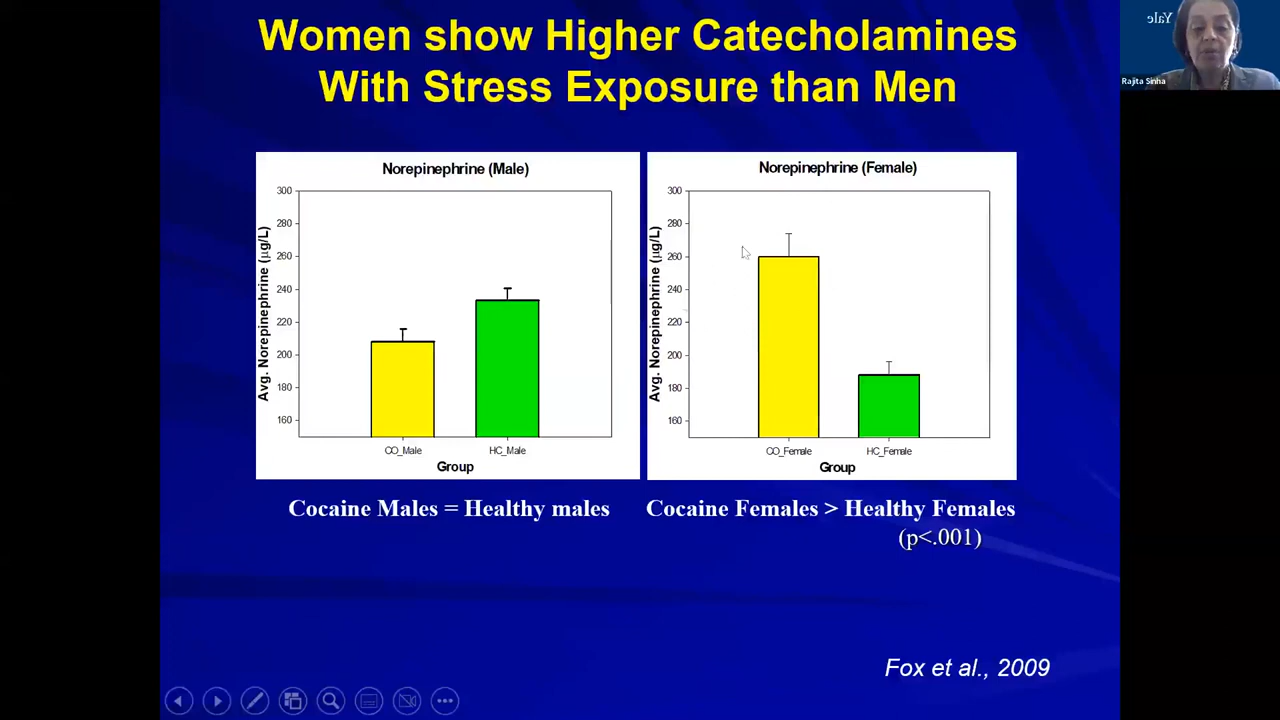 Women show Higher Catecholamines
With Stress Exposure than Men
Yale
Rajita Sinha
Norepinephrine (Male)
300
280
260
240
220
200
180
160
Avg. Norepinephrine (µg/L)
CO_Male
HC_Male
Group
Norepinephrine (Female)
300
280
260
240
220
200
180
160
Avg. Norepinephrine (µg/L)
CO_Female
HC_Female
Group
Cocaine Males = Healthy males
Cocaine Females > Healthy Females
(p<.001)
Fox et al., 2009